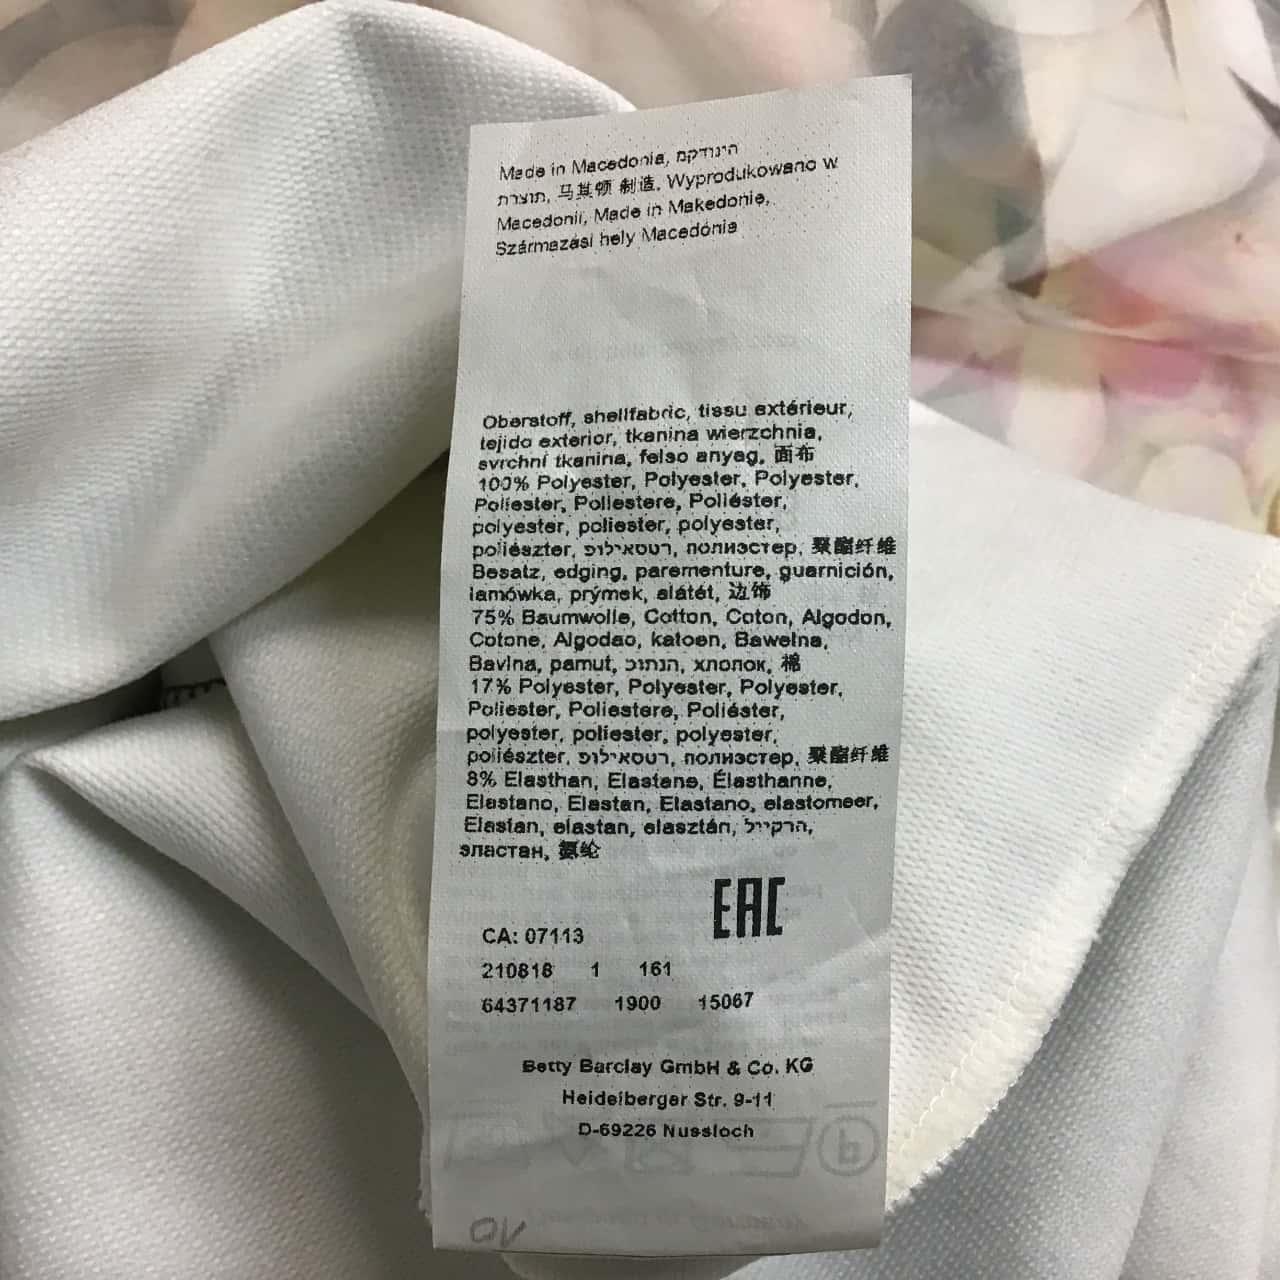 Made in Macedonia, הינודקמ
תוצרת, 马其顿 制造, Wyprodukowano w
Macedonii, Made in Makedonie,
Származási hely Macedónia
Oberstoff, shellfabric, tissu extérieur,
tejido exterior, tkanina wierzchnia,
svrchní tkanina, felso anyag, 面布
100% Polyester, Polyester, Polyester,
Poliester, Poliestere, Poliéster,
polyester, poliester, polyester,
poliészter, רטסאילופ, полиэстер, 聚酯纤维
Besatz, edging, parementure, guarnición,
lamówka, prýmek, alátét, 边饰
75% Baumwolle, Cotton, Coton, Algodon,
Cotone, Algodao, katoen, Bawełna,
Bavlna, pamut, הנתוכ, хлопок, 棉
17% Polyester, Polyester, Polyester,
Poliester, Poliestere, Poliéster,
polyester, poliester, polyester,
poliészter, רטסאילופ, полиэстер, 聚酯纤维
8% Elasthan, Elastane, Élasthanne,
Elastano, Elastan, Elastano, elastomeer,
Elastan, elastan, elasztán, הרקייל,
эластан, 氨纶
EAC
CA: 07113
210818 1 161
64371187 1900 15067
Betty Barclay GmbH & Co. KG
Heidelberger Str. 9-11
D-69226 Nussloch